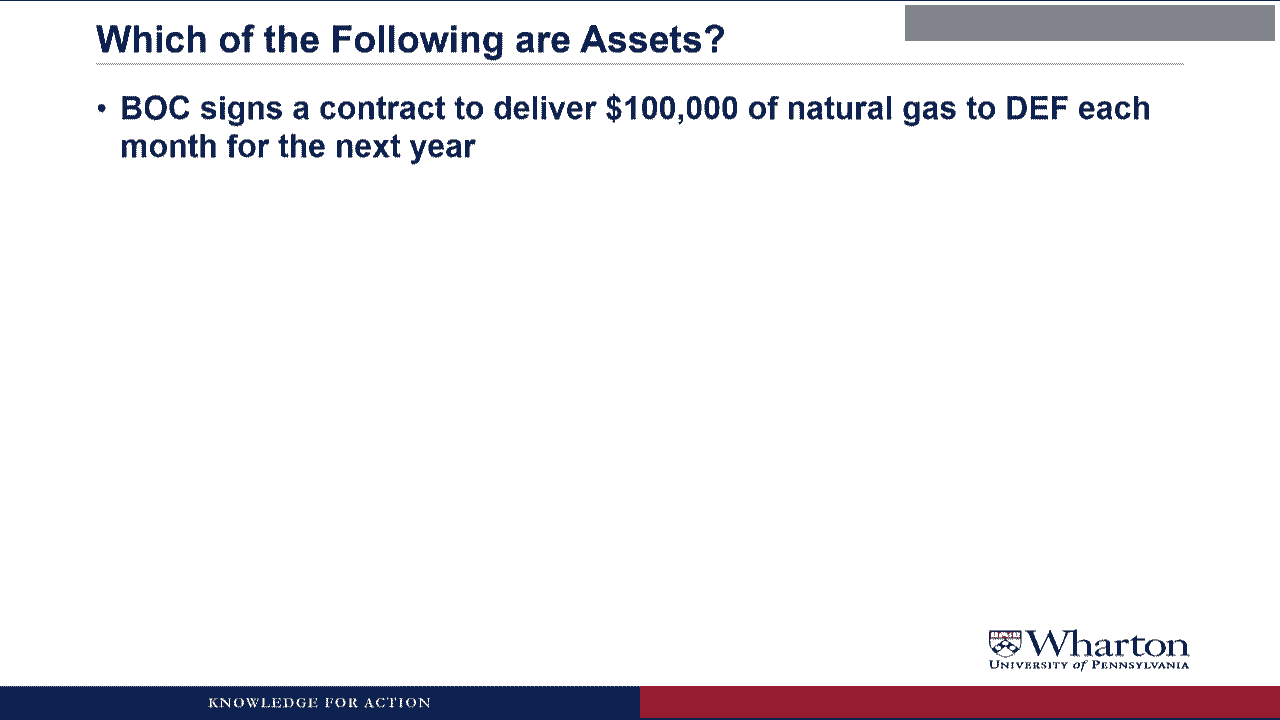 Which of the Following are Assets?
• BOC signs a contract to deliver $100,000 of natural gas to DEF each
month for the next year
Wharton
UNIVERSITY of PENNSYLVANIA
KNOWLEDGE FOR ACTION